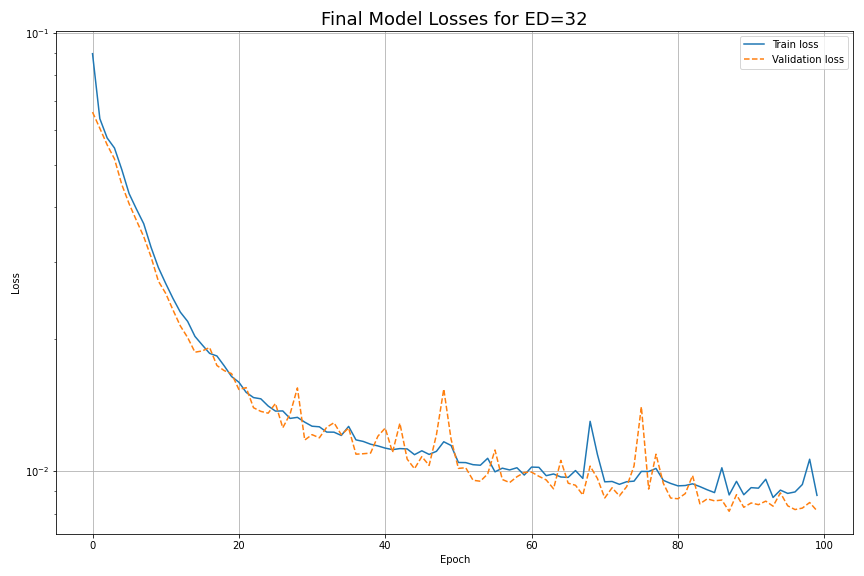 Final Model Losses for ED=32
Train loss
Validation loss
10⁻¹
10⁻²
Loss
0 20 40 60 80 100
Epoch